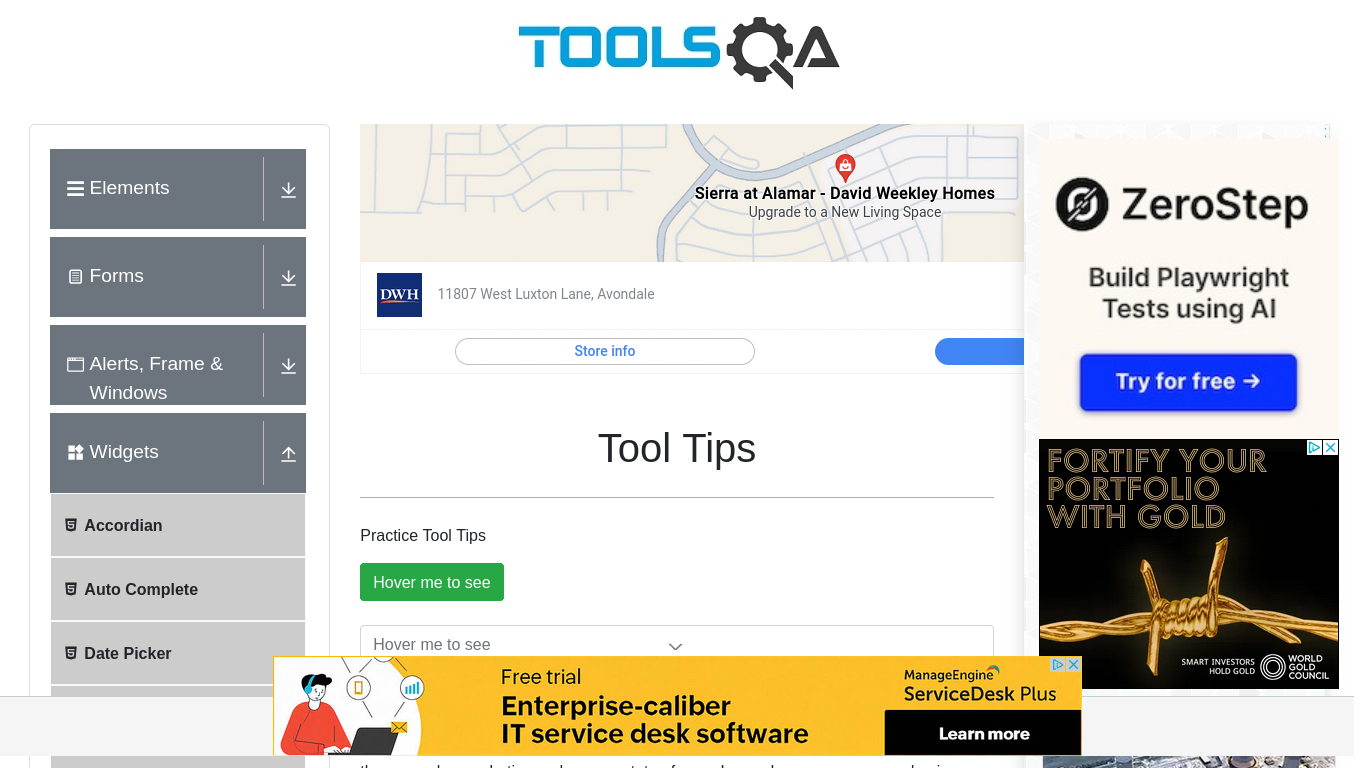 TOOLSQA
Elements
Forms
Alerts, Frame &
Windows
Widgets
Accordian
Auto Complete
Date Picker
Sierra at Alamar - David Weekley Homes
Upgrade to a New Living Space
DWH
11807 West Luxton Lane, Avondale
Store info
Tool Tips
Practice Tool Tips
Hover me to see
Hover me to see
ZeroStep
Build Playwright
Tests using AI
Try for free →
FORTIFY YOUR
PORTFOLIO
WITH GOLD
SMART INVESTORS
HOLD GOLD
WORLD
GOLD
COUNCIL
Free trial
Enterprise-caliber
IT service desk software
ManageEngine
ServiceDesk Plus
Learn more